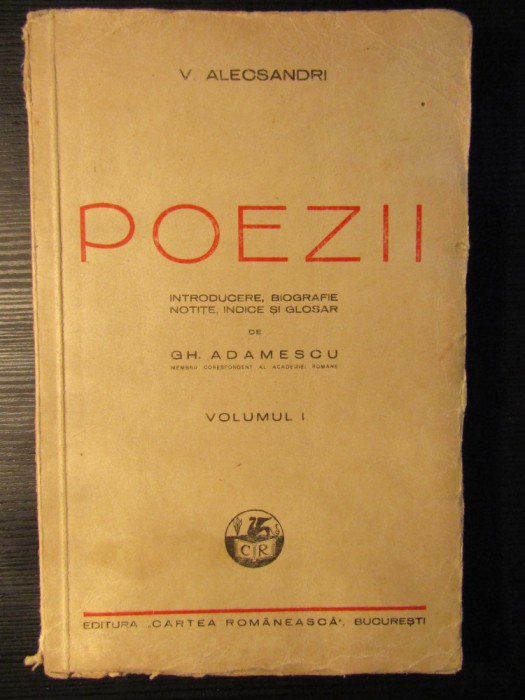 V. ALECSANDRI
POEZII
INTRODUCERE, BIOGRAFIE
NOTIȚE, INDICE ȘI GLOSAR
DE
GH. ADAMESCU
MEMBRU CORESPONDENT AL ACADEMIEI ROMÂNE
VOLUMUL I
C R
EDITURA „CARTEA ROMÂNEASCĂ”, BUCUREȘTI